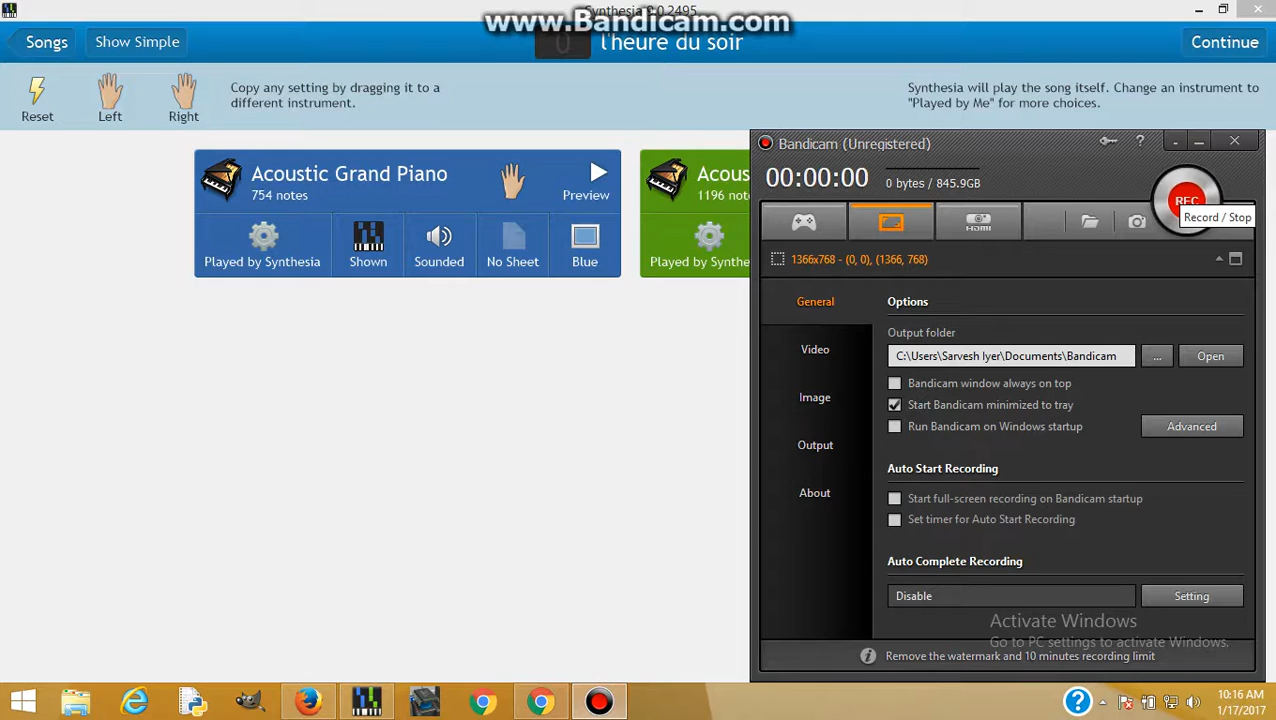 Synthesia
www.Bandicam.com
Songs
Show Simple
l'heure du soir
Continue
Reset
Left
Right
Copy any setting by dragging it to a
different instrument.
Synthesia will play the song itself. Change an instrument to
"Played by Me" for more choices.
Acoustic Grand Piano
754 notes
Preview
Played by Synthesia
Shown
Sounded
No Sheet
Blue
Acous
1196 note
Played by Synthe
Bandicam (Unregistered)
?
00:00:00
0 bytes / 845.9GB
REC
Record / Stop
HDMI
1366x768 - (0, 0), (1366, 768)
General
Video
Image
Output
About
Options
Output folder
C:\Users\Sarvesh Iyer\Documents\Bandicam
...
Open
Bandicam window always on top
Start Bandicam minimized to tray
Run Bandicam on Windows startup
Advanced
Auto Start Recording
Start full-screen recording on Bandicam startup
Set timer for Auto Start Recording
Auto Complete Recording
Disable
Setting
Activate Windows
Go to PC settings to activate Windows.
Remove the watermark and 10 minutes recording limit
10:16 AM
1/17/2017